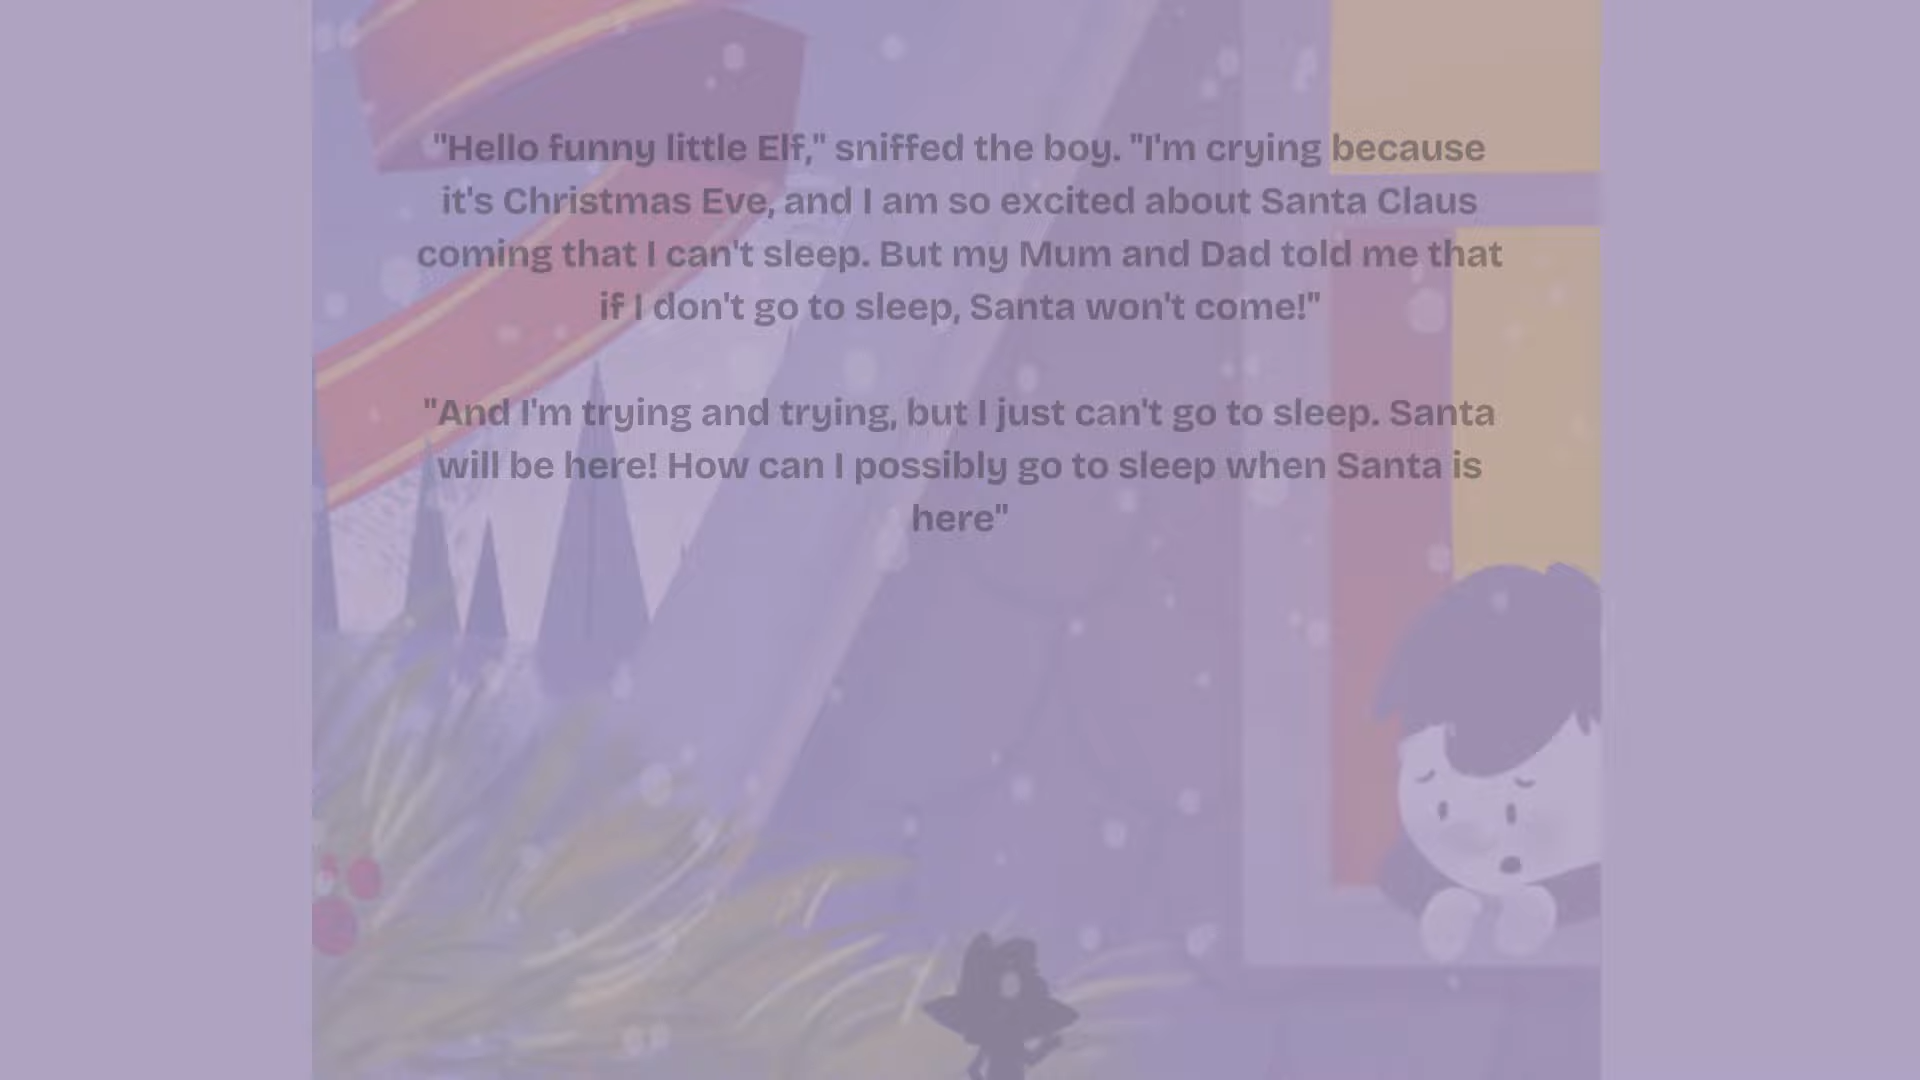 "Hello funny little Elf," sniffed the boy. "I'm crying because
it's Christmas Eve, and I am so excited about Santa Claus
coming that I can't sleep. But my Mum and Dad told me that
if I don't go to sleep, Santa won't come!"
"And I'm trying and trying, but I just can't go to sleep. Santa
will be here! How can I possibly go to sleep when Santa is
here"